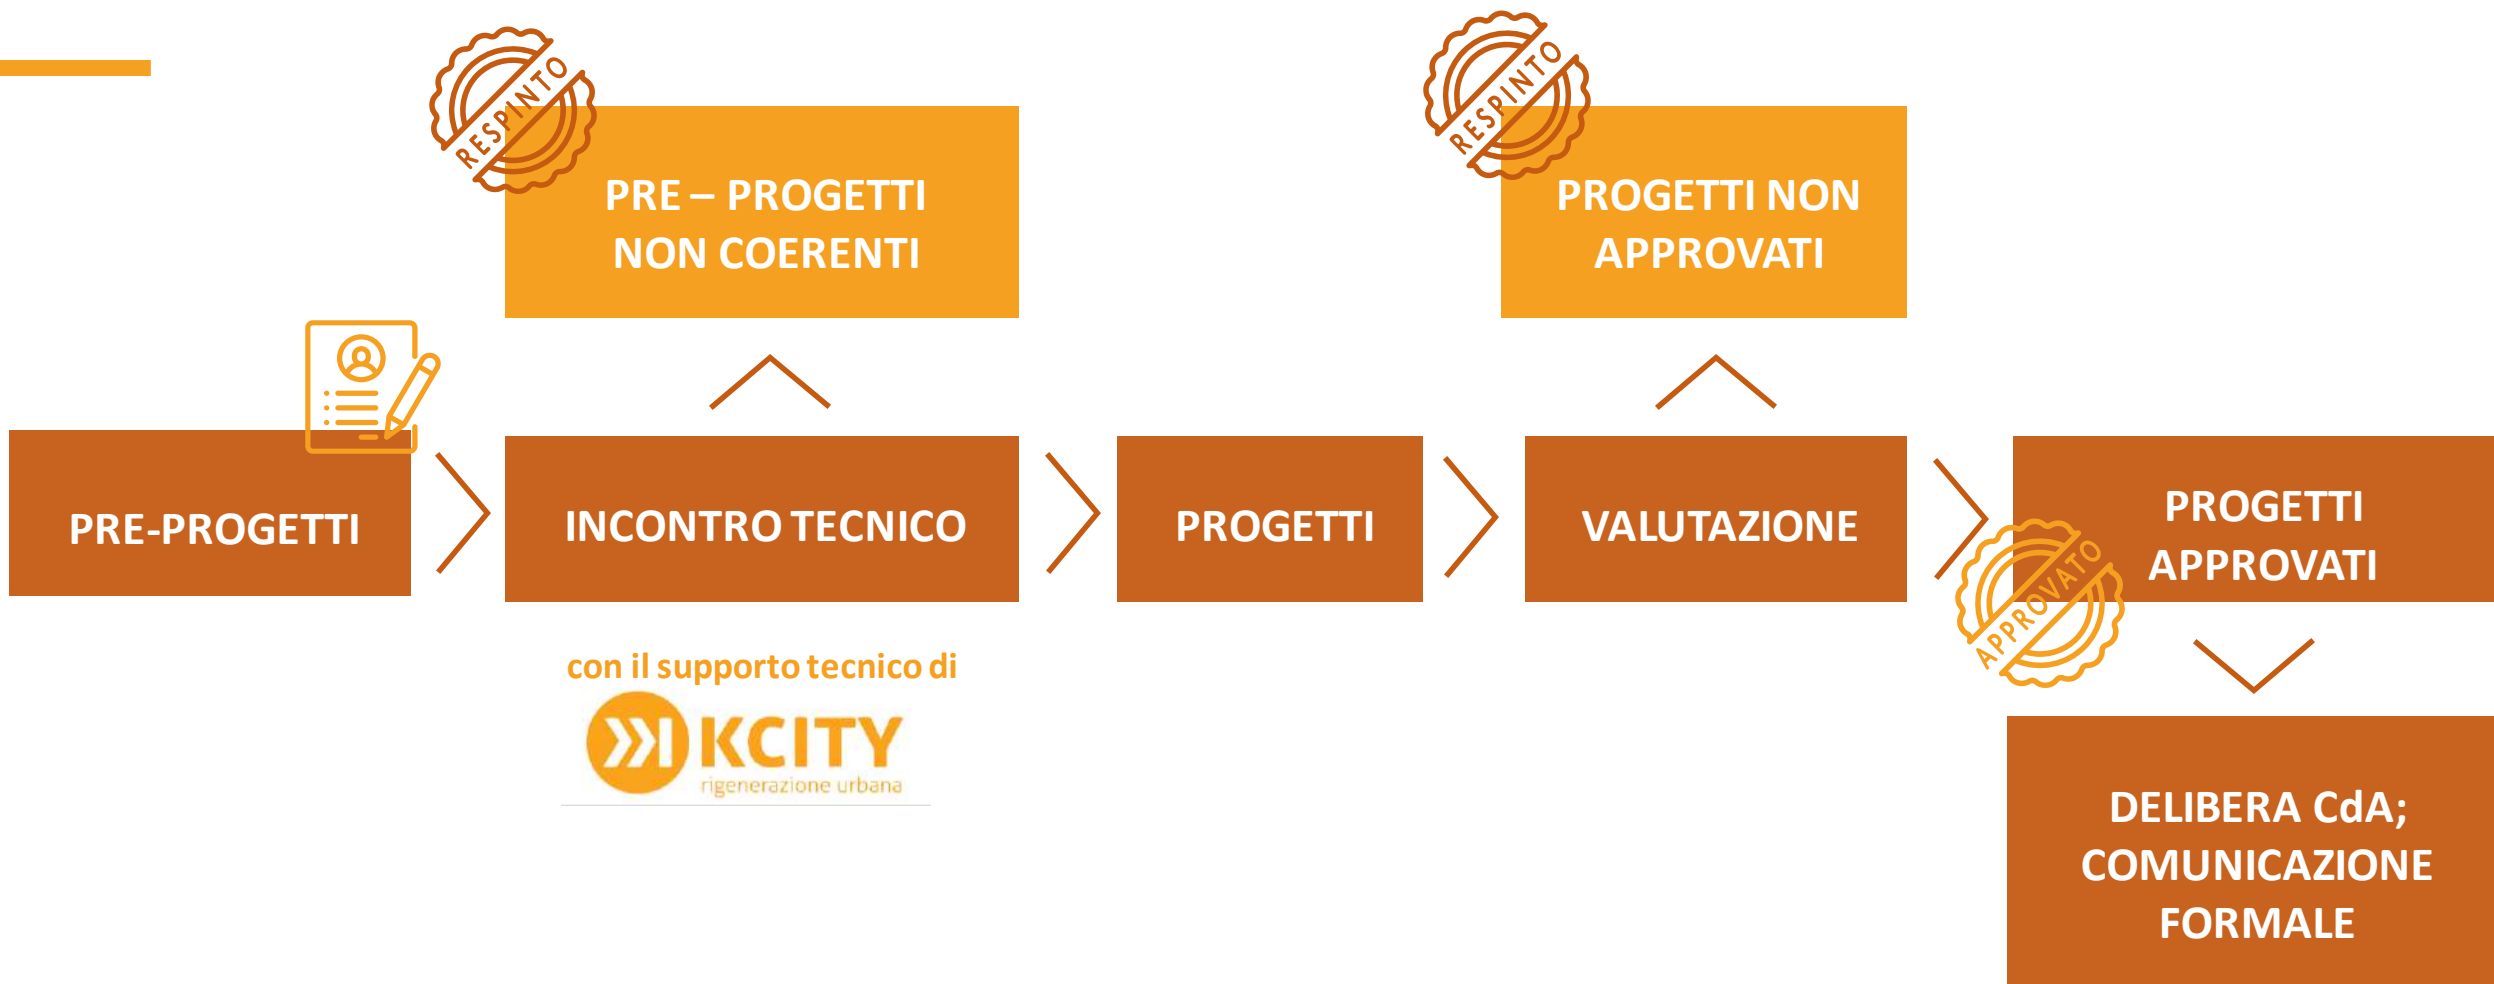 RESPINTO
PRE – PROGETTI
NON COERENTI
RESPINTO
PROGETTI NON
APPROVATI
PRE-PROGETTI
INCONTRO TECNICO
PROGETTI
VALUTAZIONE
PROGETTI
APPROVATI
APPROVATO
con il supporto tecnico di
KCITY
rigenerazione urbana
DELIBERA CdA;
COMUNICAZIONE
FORMALE